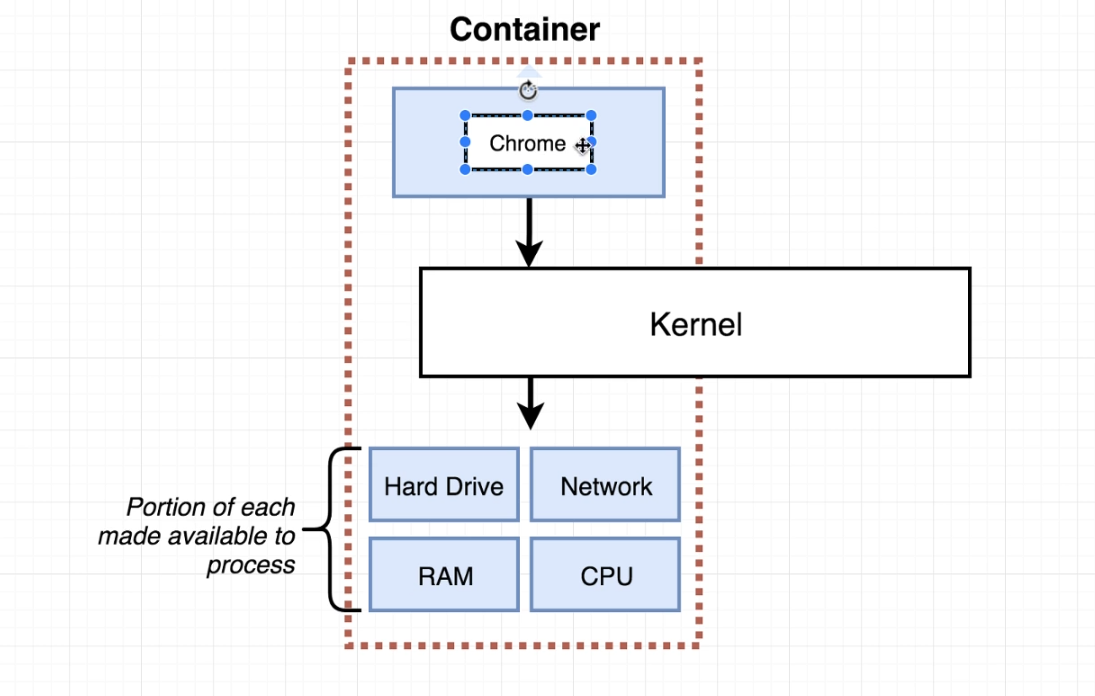 Container
Chrome
Kernel
Hard Drive
Network
Portion of each
made available to
process
RAM
CPU